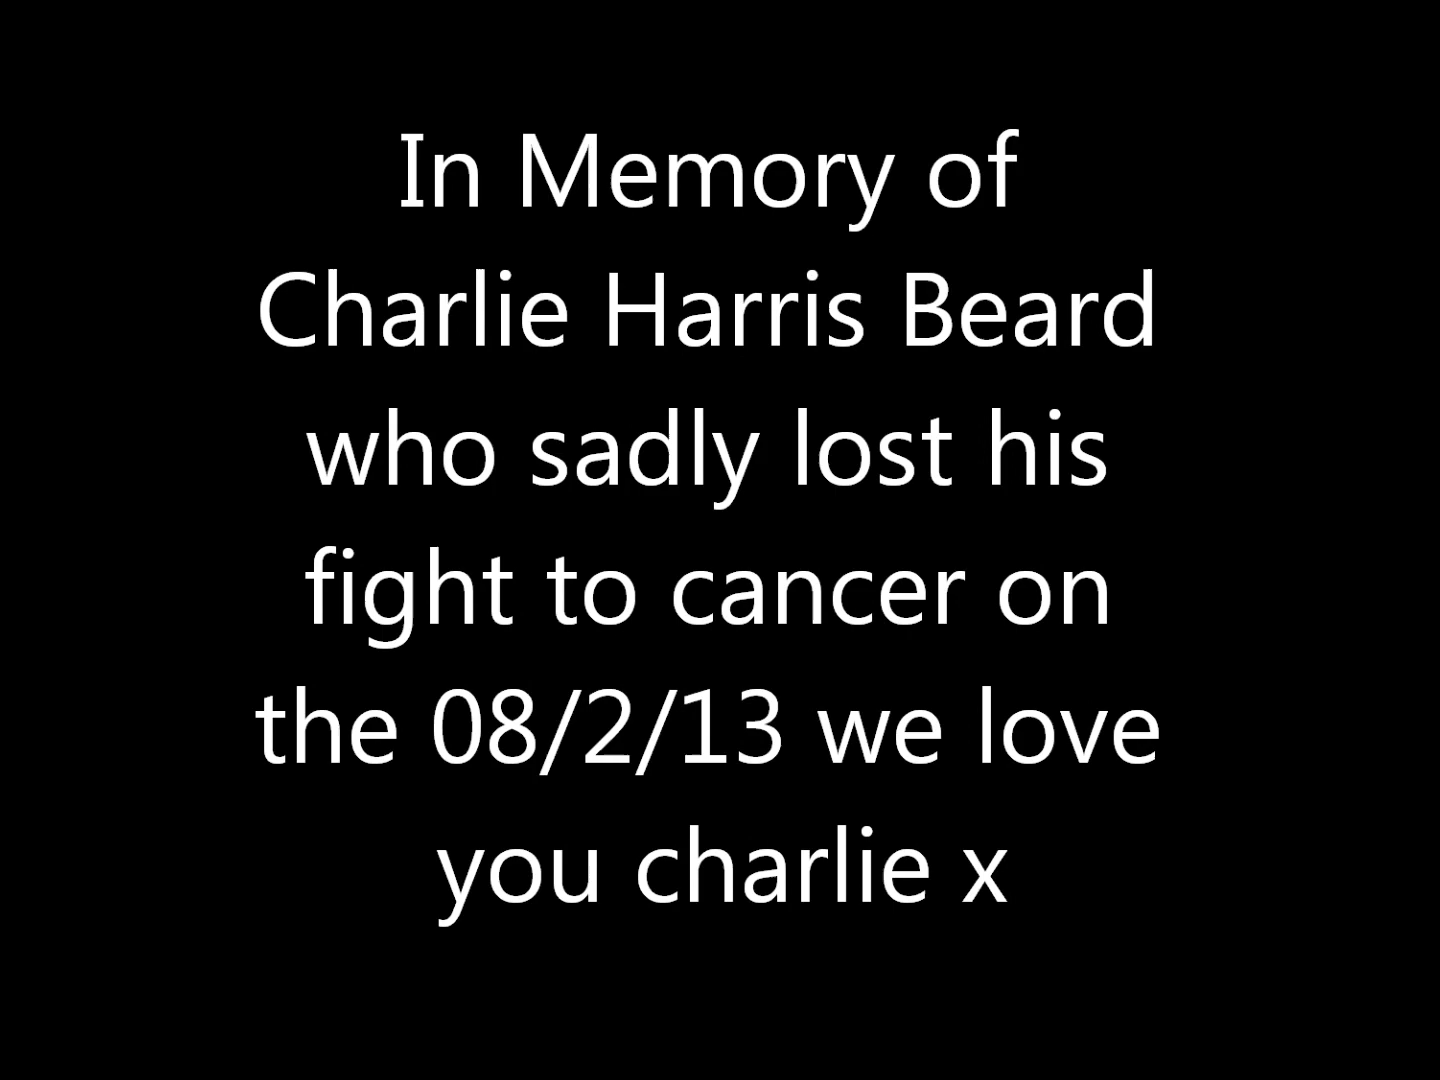 In Memory of
Charlie Harris Beard
who sadly lost his
fight to cancer on
the 08/2/13 we love
you charlie x